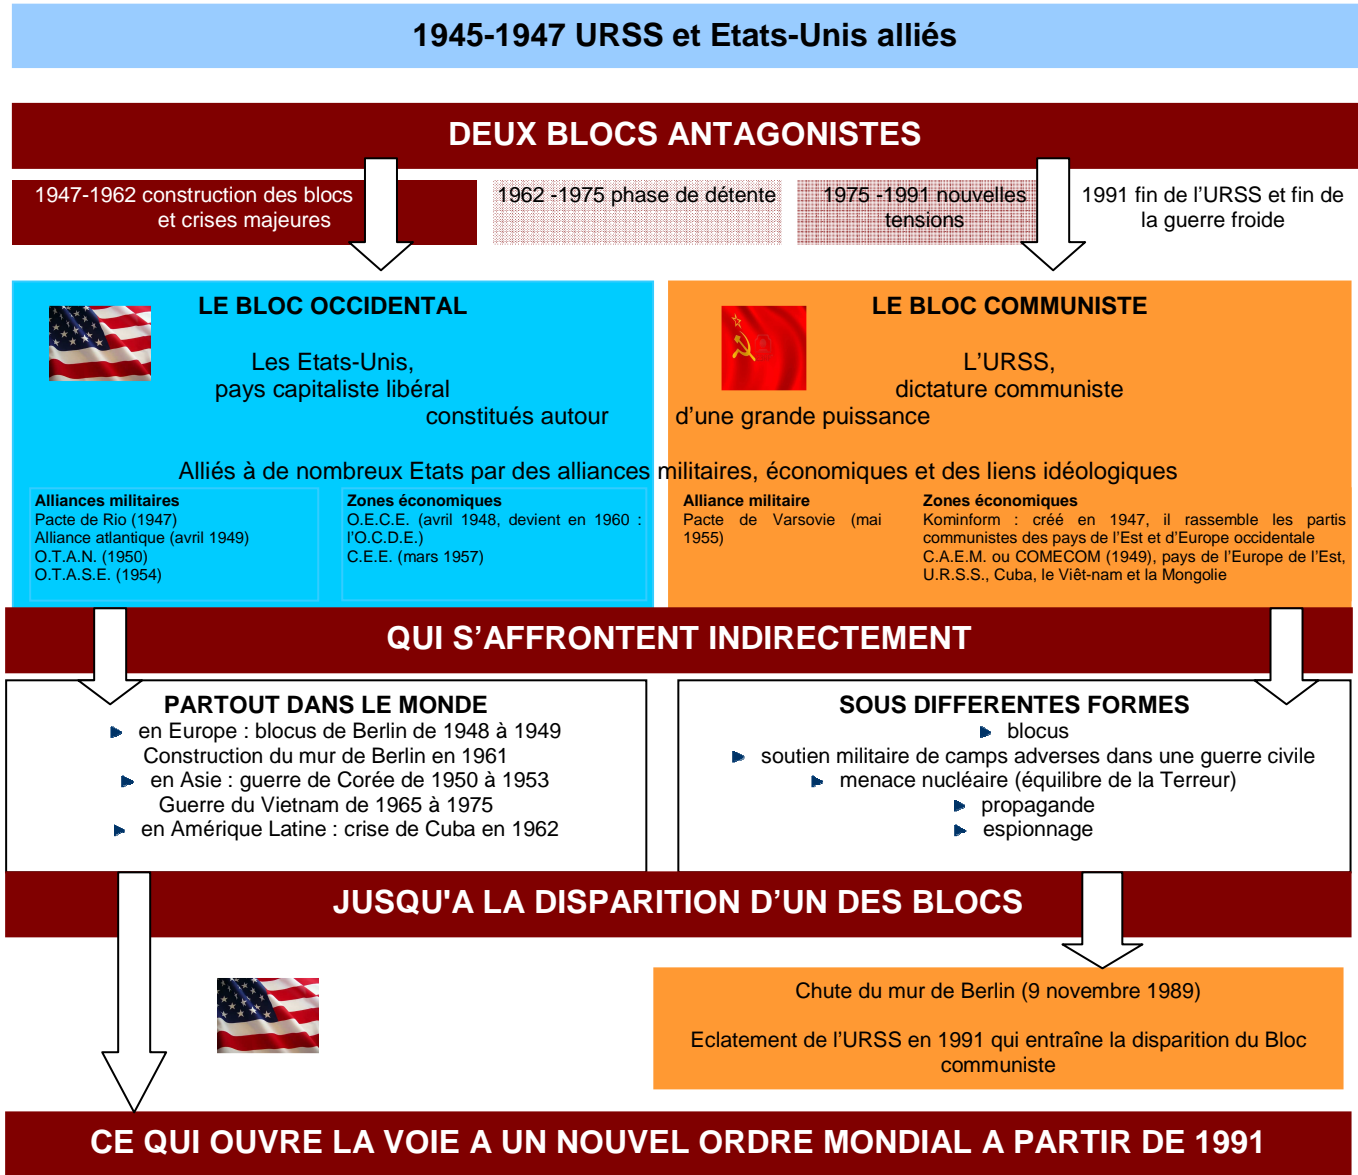 1945-1947 URSS et Etats-Unis alliés
DEUX BLOCS ANTAGONISTES
1947-1962 construction des blocs
et crises majeures
1962 -1975 phase de détente
1975 -1991 nouvelles
tensions
1991 fin de l’URSS et fin de
la guerre froide
LE BLOC OCCIDENTAL
Les Etats-Unis,
pays capitaliste libéral
LE BLOC COMMUNISTE
L’URSS,
dictature communiste
constitués autour d’une grande puissance
Alliés à de nombreux Etats par des alliances militaires, économiques et des liens idéologiques
Alliances militaires
Pacte de Rio (1947)
Alliance atlantique (avril 1949)
O.T.A.N. (1950)
O.T.A.S.E. (1954)
Zones économiques
O.E.C.E. (avril 1948, devient en 1960 :
l’O.C.D.E.)
C.E.E. (mars 1957)
Alliance militaire
Pacte de Varsovie (mai
1955)
Zones économiques
Kominform : créé en 1947, il rassemble les partis
communistes des pays de l’Est et d’Europe occidentale
C.A.E.M. ou COMECOM (1949), pays de l’Europe de l’Est,
U.R.S.S., Cuba, le Viêt-nam et la Mongolie
QUI S’AFFRONTENT INDIRECTEMENT
PARTOUT DANS LE MONDE
en Europe : blocus de Berlin de 1948 à 1949
Construction du mur de Berlin en 1961
en Asie : guerre de Corée de 1950 à 1953
Guerre du Vietnam de 1965 à 1975
en Amérique Latine : crise de Cuba en 1962
SOUS DIFFERENTES FORMES
blocus
soutien militaire de camps adverses dans une guerre civile
menace nucléaire (équilibre de la Terreur)
propagande
espionnage
JUSQU'A LA DISPARITION D’UN DES BLOCS
Chute du mur de Berlin (9 novembre 1989)
Eclatement de l’URSS en 1991 qui entraîne la disparition du Bloc
communiste
CE QUI OUVRE LA VOIE A UN NOUVEL ORDRE MONDIAL A PARTIR DE 1991